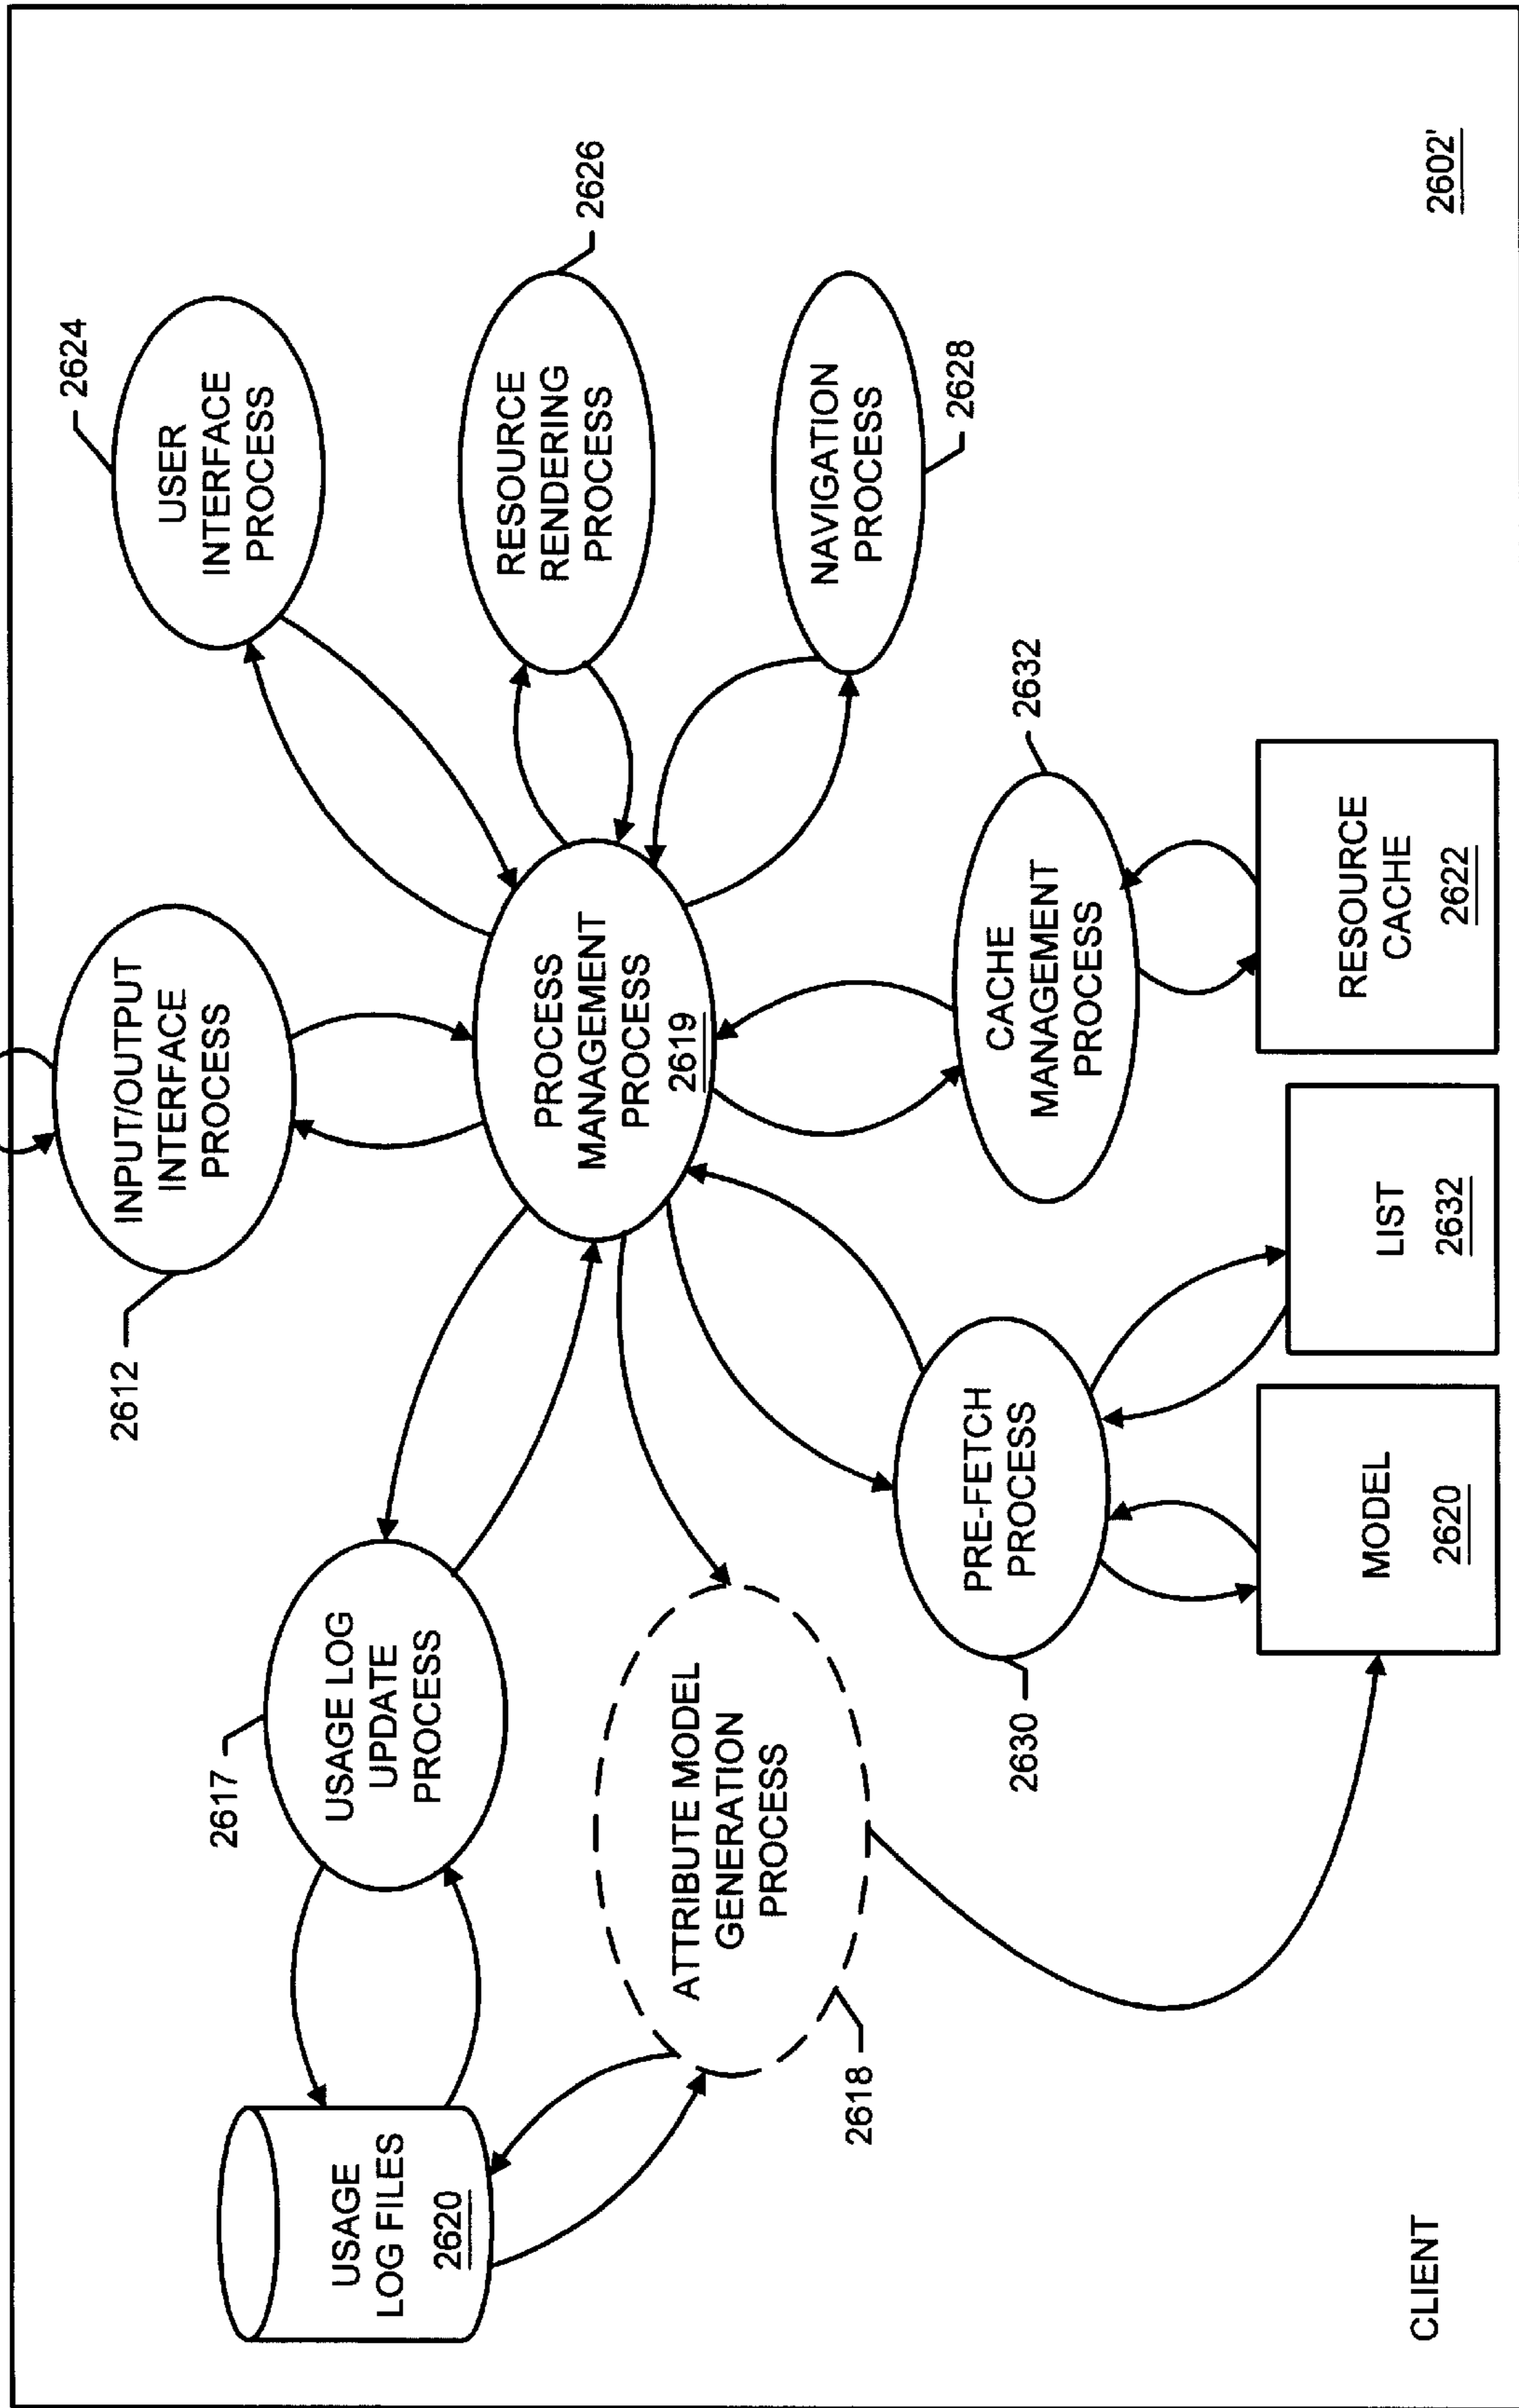 2612
INPUT/OUTPUT
INTERFACE
PROCESS
2624
USER
INTERFACE
PROCESS
2617
USAGE LOG
UPDATE
PROCESS
USAGE
LOG FILES
2620
PROCESS
MANAGEMENT
PROCESS
2619
RESOURCE
RENDERING
PROCESS
2626
ATTRIBUTE MODEL
GENERATION
PROCESS
2618
NAVIGATION
PROCESS
2628
PRE-FETCH
PROCESS
2630
CACHE
MANAGEMENT
PROCESS
2632
MODEL
2620
LIST
2632
RESOURCE
CACHE
2622
CLIENT
2602'